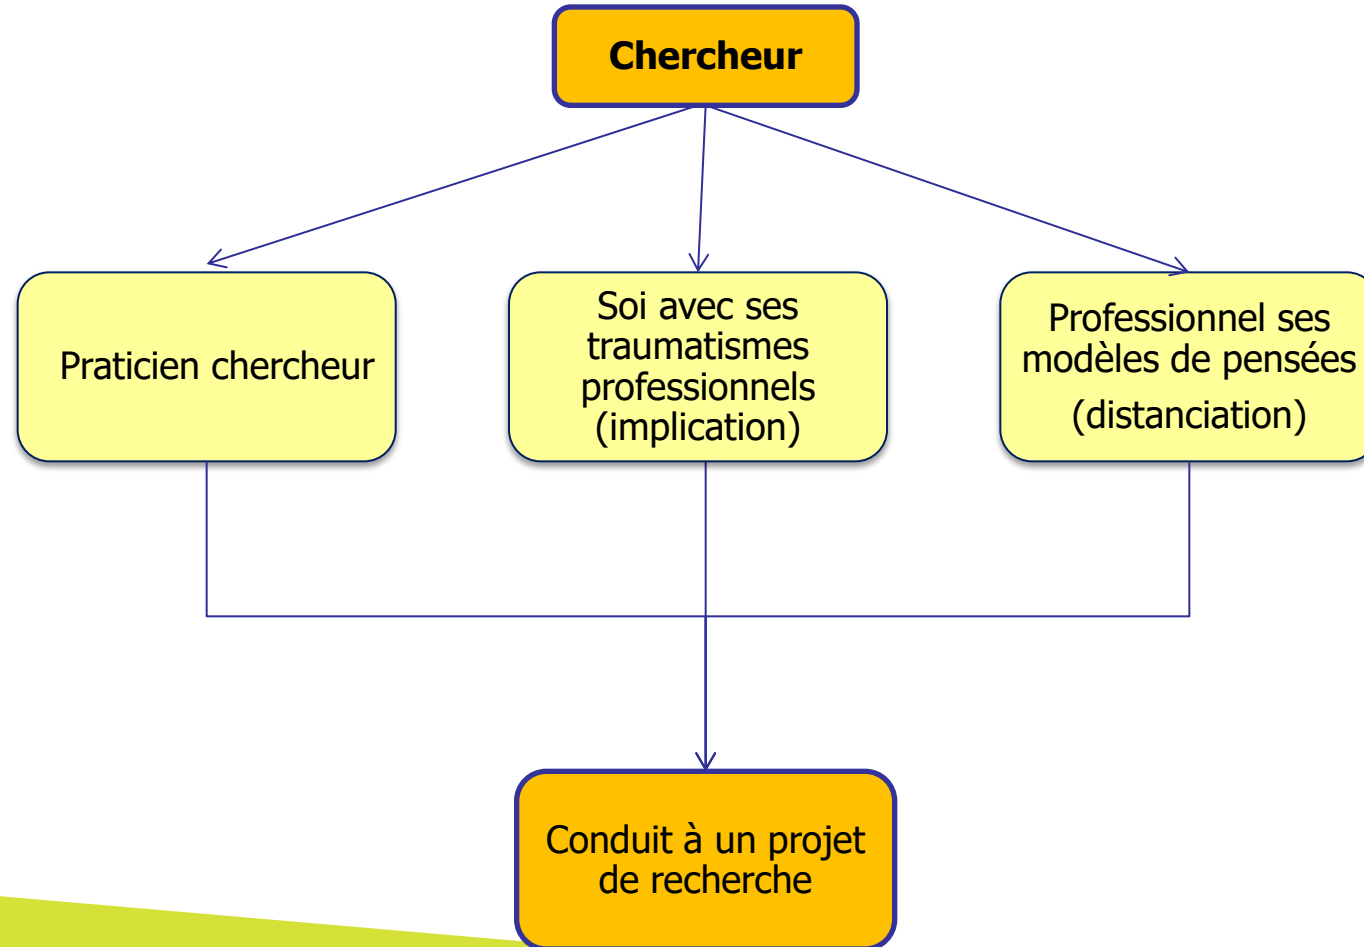 Chercheur
Praticien chercheur
Soi avec ses
traumatismes
professionnels
(implication)
Professionnel ses
modèles de pensées
(distanciation)
Conduit à un projet
de recherche